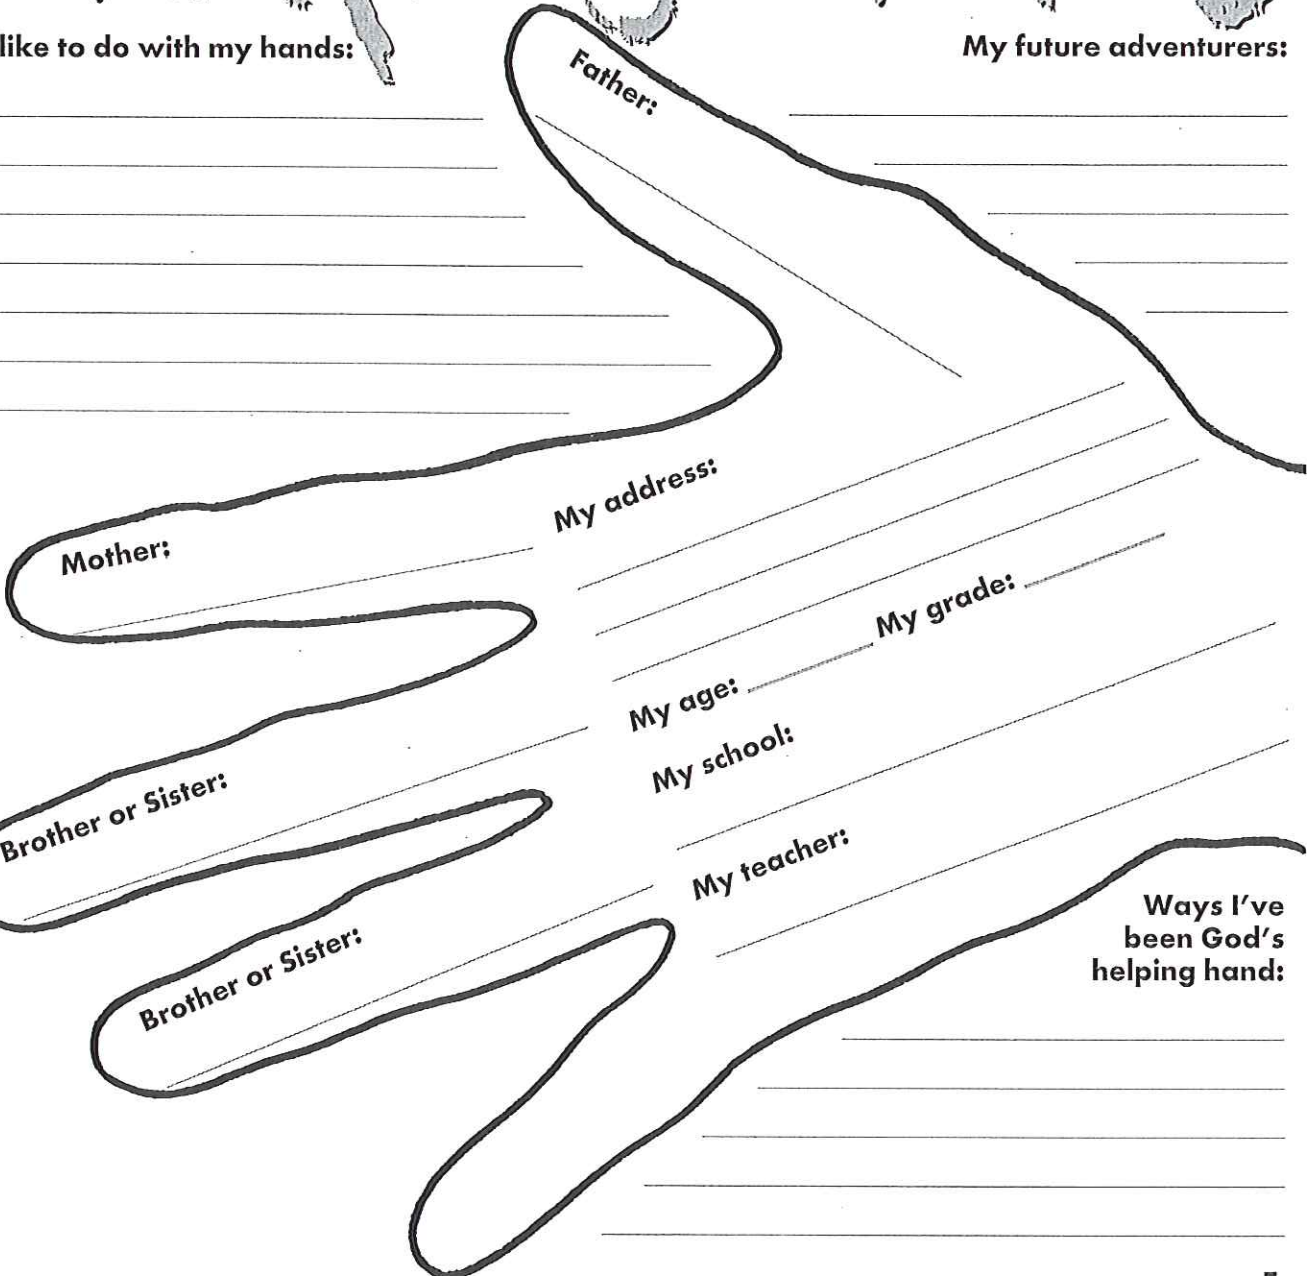 like to do with my hands:
My future adventurers:
Father:
My address:
Mother:
My grade:
My age:
My school:
Brother or Sister:
My teacher:
Brother or Sister:
Ways I've
been God's
helping hand: